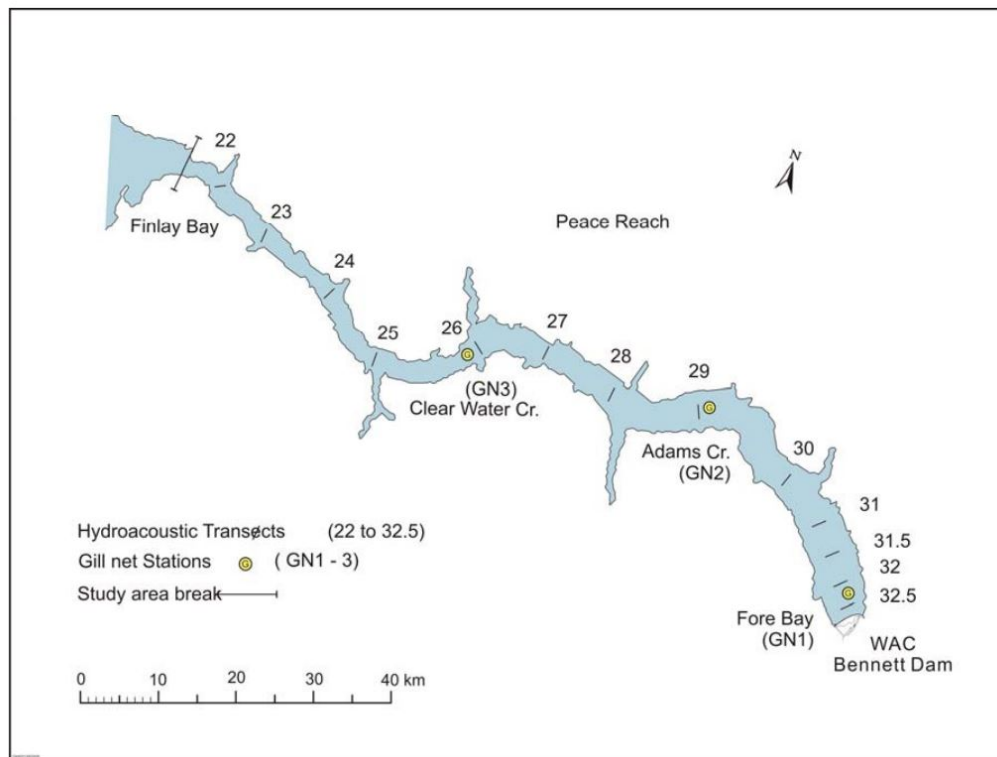 22
N
Finlay Bay
23
Peace Reach
24
25
26
27
28
29
(GN3)
Clear Water Cr.
Adams Cr.
(GN2)
30
31
31.5
32
32.5
Fore Bay
(GN1)
WAC
Bennett Dam
G
G
G
Hydroacoustic Transects (22 to 32.5)
Gill net Stations G ( GN1 - 3)
Study area break
0 10 20 30 40 km